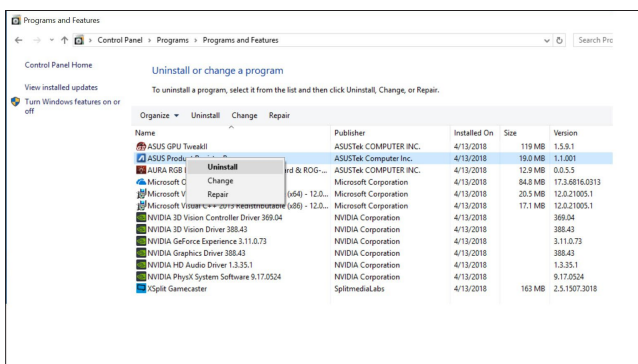 Programs and Features
Control Panel > Programs > Programs and Features
Search Pro
Control Panel Home
View installed updates
Turn Windows features on or
off
Uninstall or change a program
To uninstall a program, select it from the list and then click Uninstall, Change, or Repair.
Organize Uninstall Change Repair
Name Publisher Installed On Size Version
ASUS GPU TweakII ASUSTek COMPUTER INC. 4/13/2018 119 MB 1.5.9.1
ASUS Product ASUSTek Computer Inc. 4/13/2018 19.0 MB 1.1.001
AURA RGB rd & ROG-... ASUSTek COMPUTER INC. 4/13/2018 12.9 MB 0.0.5.5
Microsoft O Microsoft Corporation 4/13/2018 84.8 MB 17.3.6816.0313
Microsoft V (x64) - 12.0... Microsoft Corporation 4/13/2018 20.5 MB 12.0.21005.1
Microsoft Visual C++ 2013 Redistributable (x86) - 12.0... Microsoft Corporation 4/13/2018 17.1 MB 12.0.21005.1
NVIDIA 3D Vision Controller Driver 369.04 NVIDIA Corporation 4/13/2018 369.04
NVIDIA 3D Vision Driver 388.43 NVIDIA Corporation 4/13/2018 388.43
NVIDIA GeForce Experience 3.11.0.73 NVIDIA Corporation 4/13/2018 3.11.0.73
NVIDIA Graphics Driver 388.43 NVIDIA Corporation 4/13/2018 388.43
NVIDIA HD Audio Driver 1.3.35.1 NVIDIA Corporation 4/13/2018 1.3.35.1
NVIDIA PhysX System Software 9.17.0524 NVIDIA Corporation 4/13/2018 9.17.0524
XSplit Gamecaster SplitmediaLabs 4/13/2018 163 MB 2.5.1507.3018
Uninstall
Change
Repair